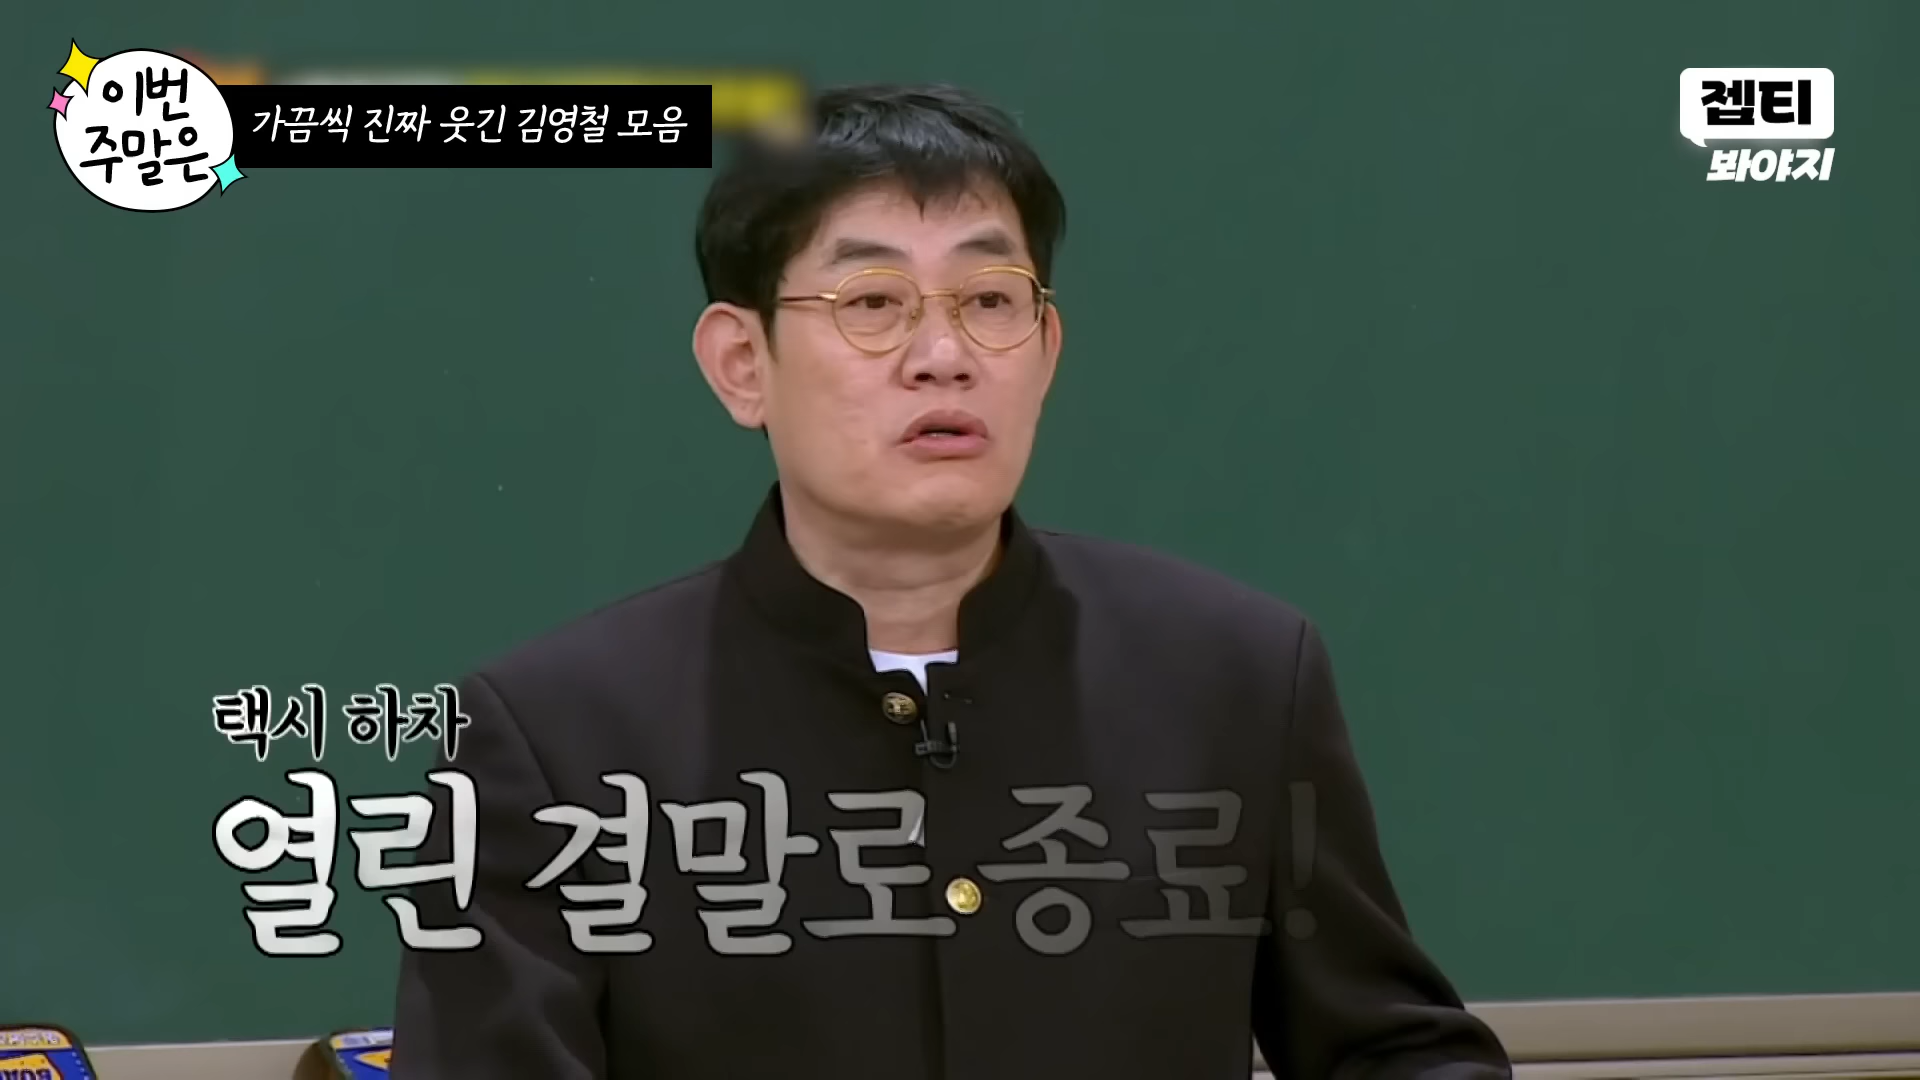 이번
주말은
가끔씩 진짜 웃긴 김영철 모음
젭티
봐야지
택시 하차
열린 결말로 종료!